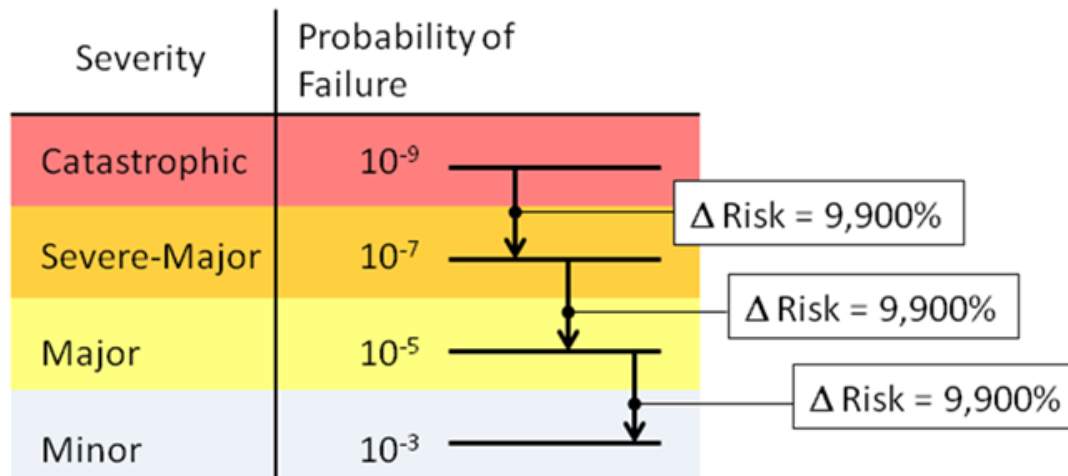 Severity
Probability of
Failure
Catastrophic 10⁻⁹
Δ Risk = 9,900%
Severe-Major 10⁻⁷
Δ Risk = 9,900%
Major 10⁻⁵
Δ Risk = 9,900%
Minor 10⁻³